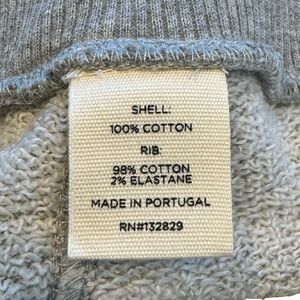 SHELL:
100% COTTON
RIB:
98% COTTON
2% ELASTANE
MADE IN PORTUGAL
RN#132829